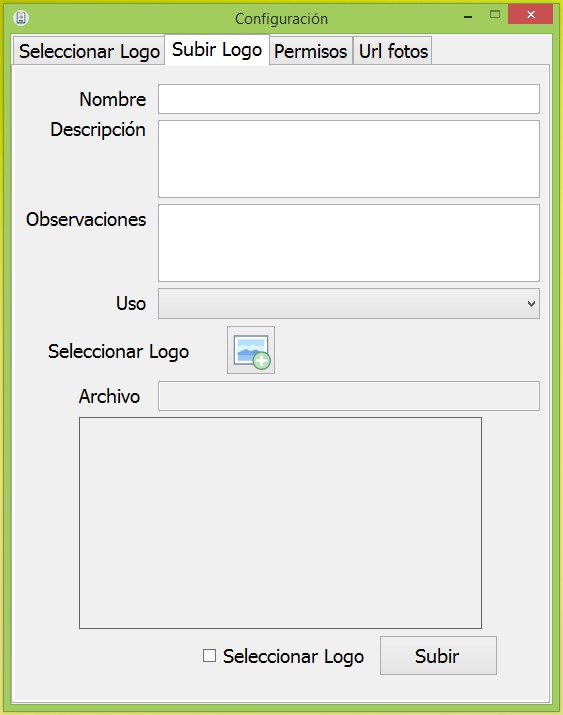 Configuración
Seleccionar Logo Subir Logo Permisos Url fotos
Nombre
Descripción
Observaciones
Uso
Seleccionar Logo
Archivo
Seleccionar Logo Subir